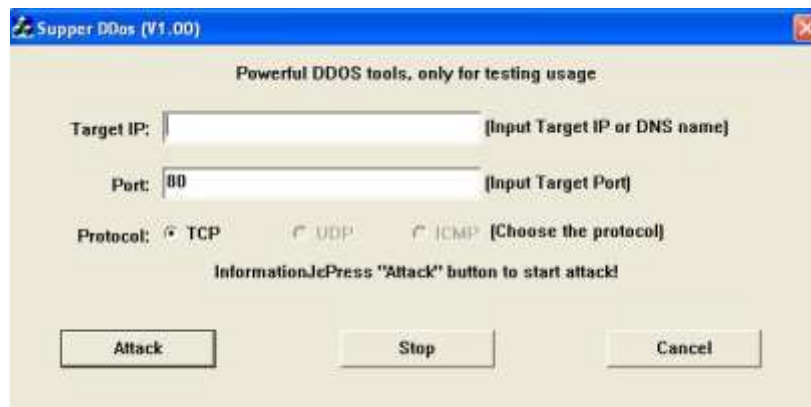 Supper DDos (V1.00)
Powerful DDOS tools, only for testing usage
Target IP: (Input Target IP or DNS name)
Port: 80 (Input Target Port)
Protocol: TCP UDP ICMP (Choose the protocol)
InformationJcPress "Attack" button to start attack!
Attack Stop Cancel